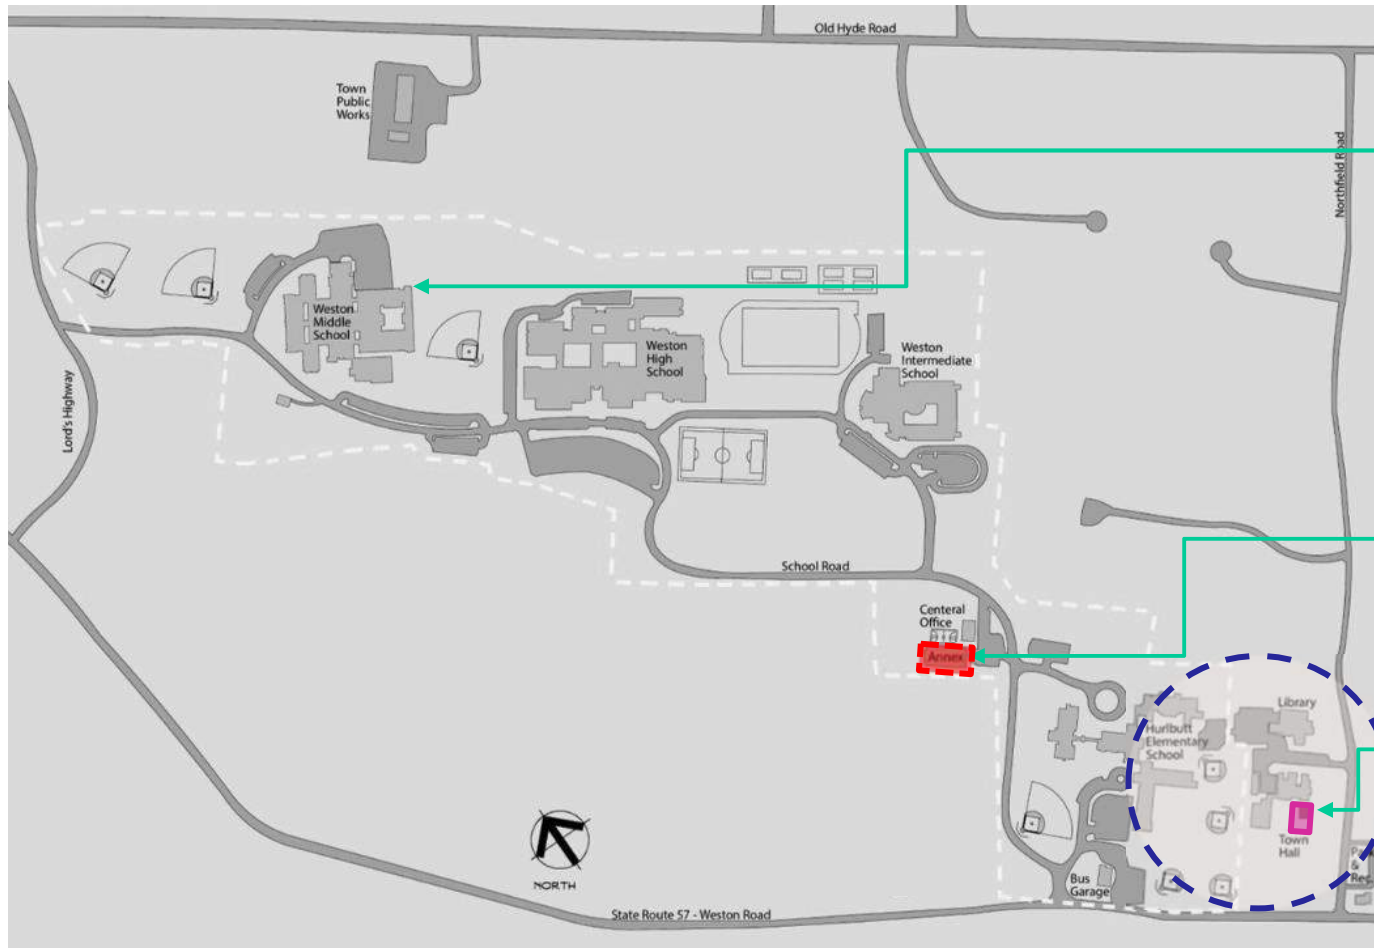 Old Hyde Road
Town
Public
Works
Northfield Road
Weston
Middle
School
Weston
High
School
Weston
Intermediate
School
Lord's Highway
School Road
Centeral
Office
Annex
Library
Hurlbutt
Elementary
School
Town
Hall
Park
&
Rec.
Bus
Garage
NORTH
State Route 57 - Weston Road